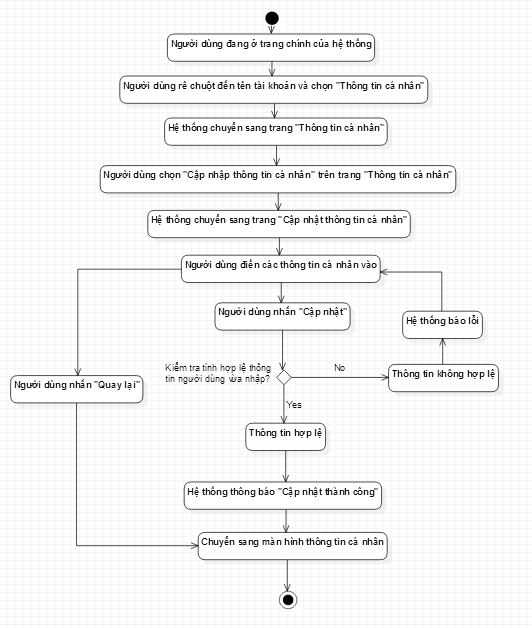 Người dùng đang ở trang chính của hệ thống
Người dùng rê chuột đến tên tài khoản và chọn "Thông tin cá nhân"
Hệ thống chuyển sang trang "Thông tin cá nhân"
Người dùng chọn "Cập nhập thông tin cá nhân" trên trang "Thông tin cá nhân"
Hệ thống chuyển sang trang "Cập nhật thông tin cá nhân"
Người dùng điền các thông tin cá nhân vào
Người dùng nhấn "Cập nhật"
Hệ thống báo lỗi
Kiểm tra tính hợp lệ thông
tin người dùng vừa nhập?
No
Thông tin không hợp lệ
Người dùng nhấn "Quay lại"
Yes
Thông tin hợp lệ
Hệ thống thông báo "Cập nhật thành công"
Chuyển sang màn hình thông tin cá nhân